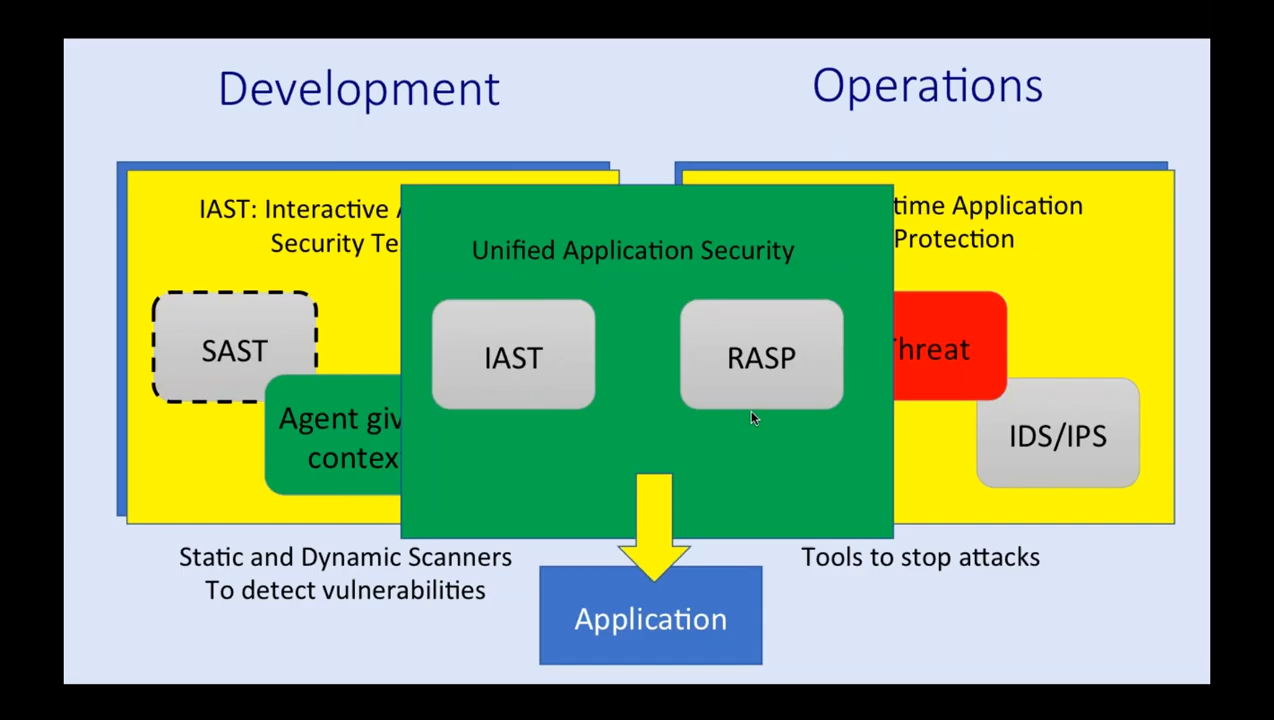 Development
Operations
IAST: Interactive
Security Te
Unified Application Security
time Application
Protection
SAST
IAST
RASP
hreat
Agent giv
contex
IDS/IPS
Static and Dynamic Scanners
To detect vulnerabilities
Tools to stop attacks
Application